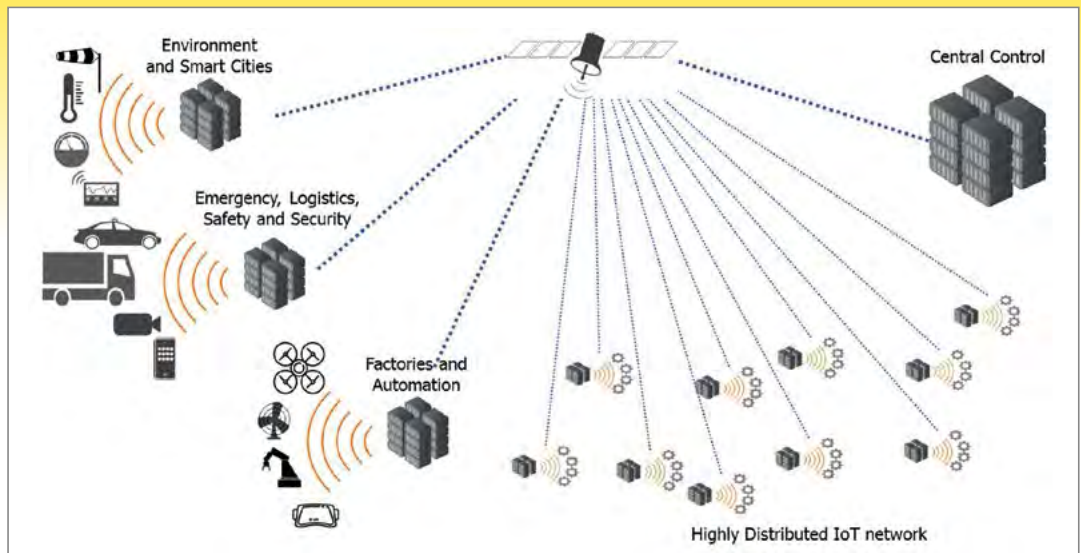 Environment
and Smart Cities
Central Control
Emergency, Logistics,
Safety and Security
Factories and
Automation
Highly Distributed IoT network